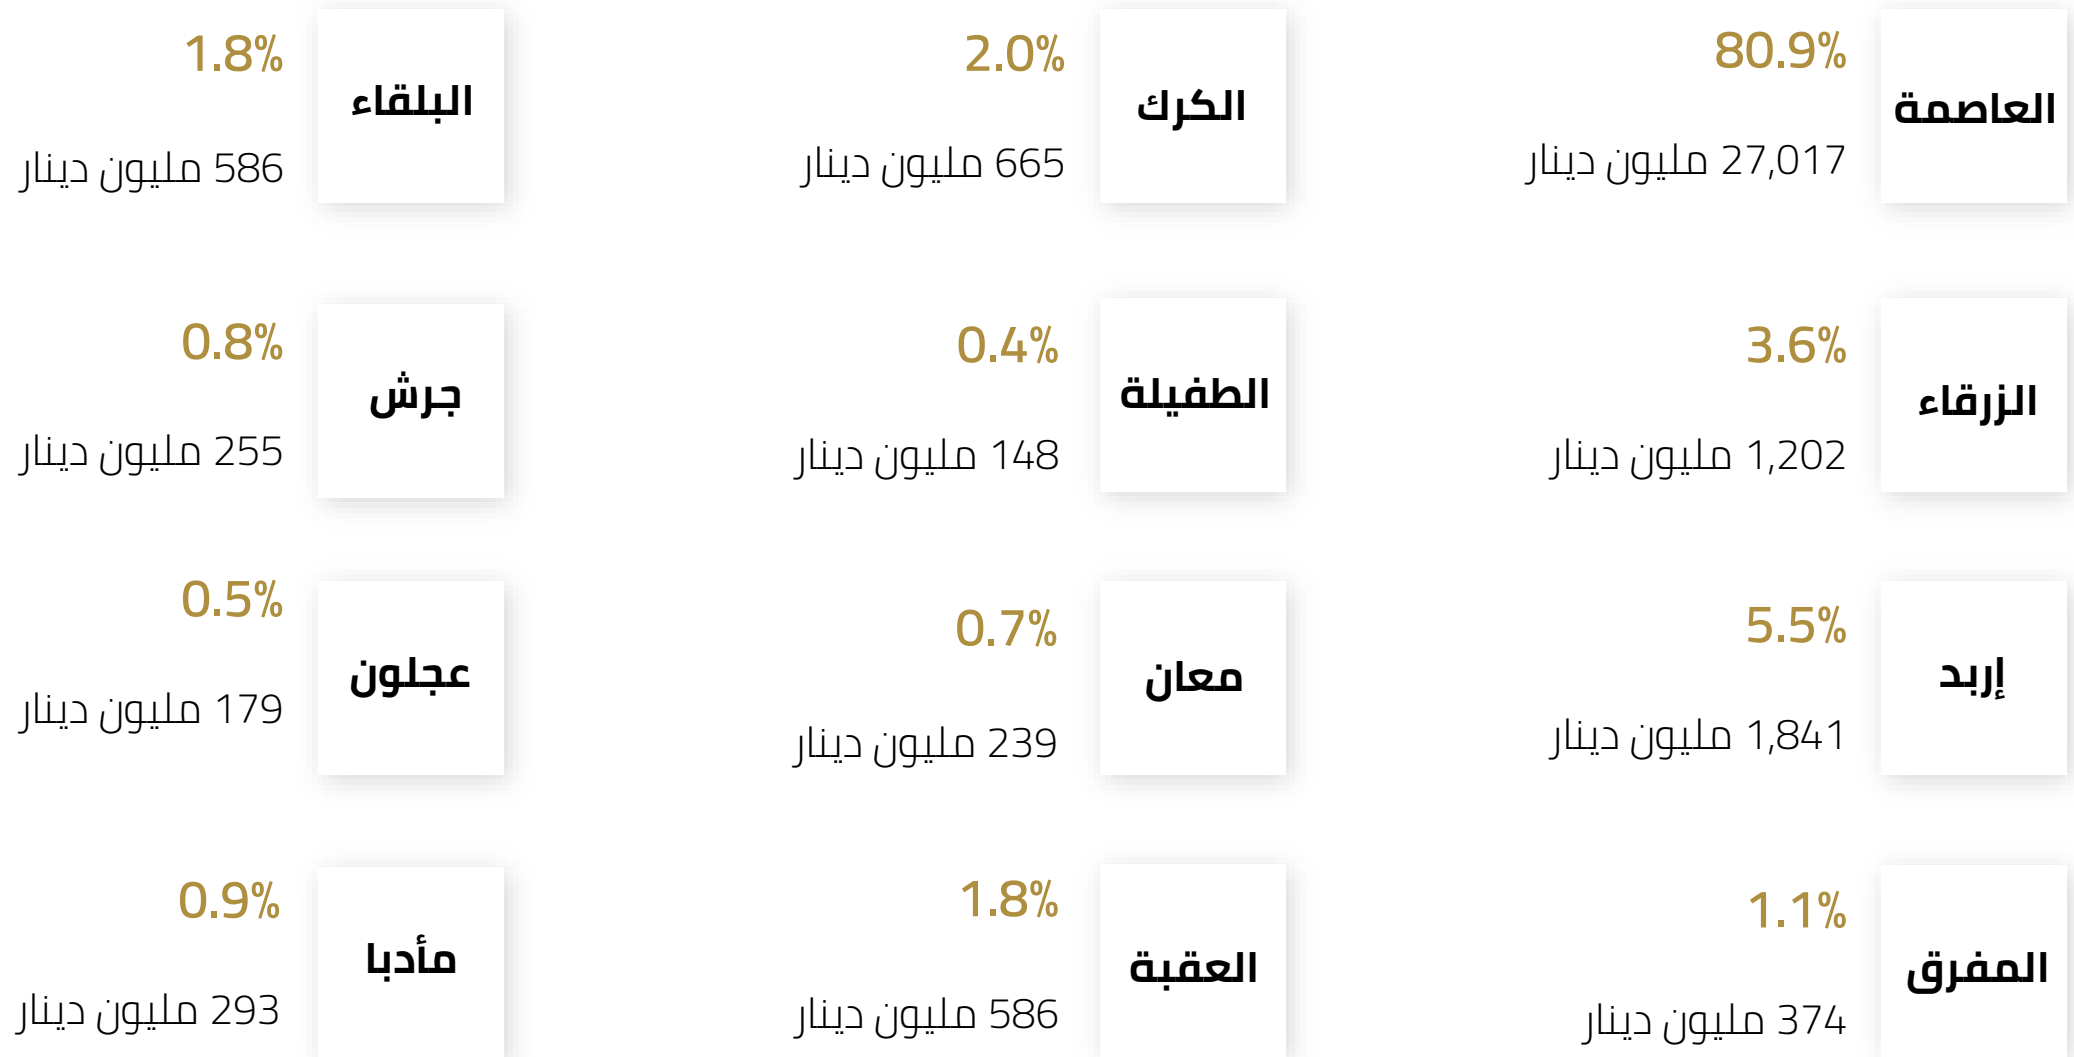 العاصمة
80.9%
27,017 مليون دينار
الكرك
2.0%
665 مليون دينار
البلقاء
1.8%
586 مليون دينار
الزرقاء
3.6%
1,202 مليون دينار
الطفيلة
0.4%
148 مليون دينار
جرش
0.8%
255 مليون دينار
إربد
5.5%
1,841 مليون دينار
معان
0.7%
239 مليون دينار
عجلون
0.5%
179 مليون دينار
المفرق
1.1%
374 مليون دينار
العقبة
1.8%
586 مليون دينار
مأدبا
0.9%
293 مليون دينار